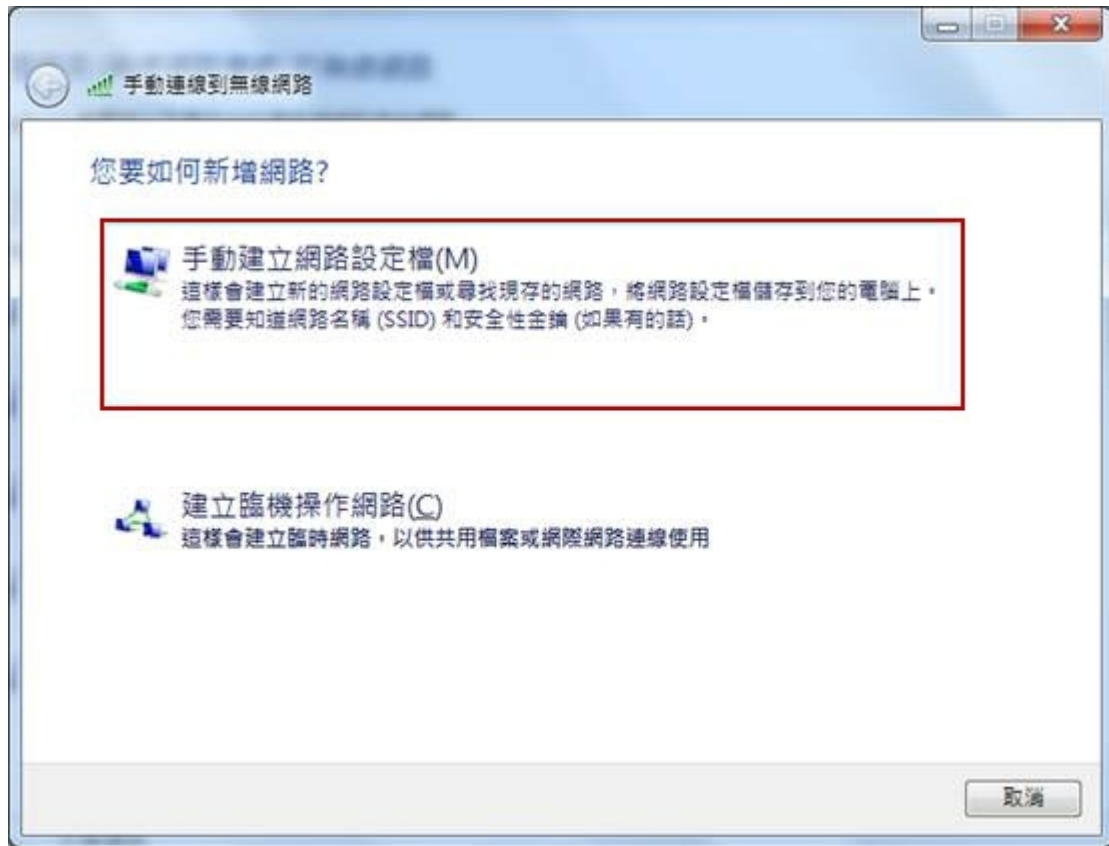 手動連線到無線網路
您要如何新增網路?
手動建立網路設定檔(M)
這樣會建立新的網路設定檔或尋找現存的網路，將網路設定檔儲存到您的電腦上。
您需要知道網路名稱 (SSID) 和安全性金鑰 (如果有的話)。
建立臨機操作網路(C)
這樣會建立臨時網路，以供共用檔案或網際網路連線使用
取消